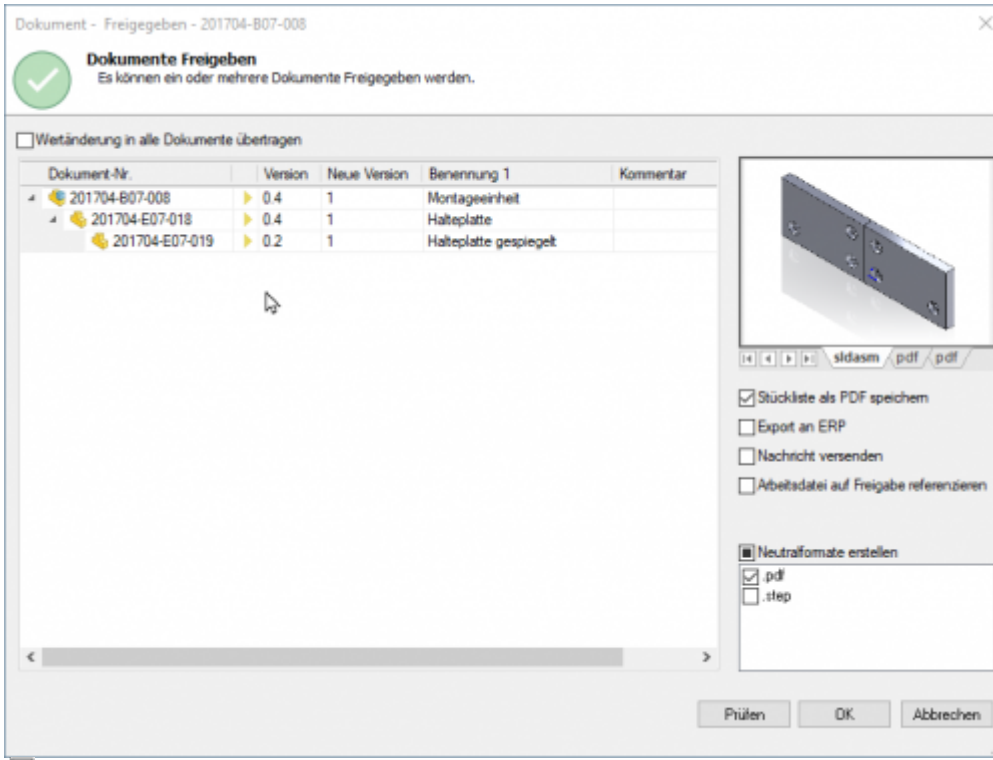 Dokument - Freigegeben - 201704-B07-008
Dokumente Freigeben
Es können ein oder mehrere Dokumente Freigegeben werden.
Wertänderung in alle Dokumente übertragen
Dokument-Nr. Version Neue Version Benennung 1 Kommentar
201704-B07-008 0.4 1 Montageeinheit
201704-E07-018 0.4 1 Halteplatte
201704-E07-019 0.2 1 Halteplatte gespiegelt
sldasm pdf pdf
Stückliste als PDF speichern
Export an ERP
Nachricht versenden
Arbeitsdatei auf Freigabe referenzieren
Neutralformate erstellen
.pdf
.step
Prüfen OK Abbrechen